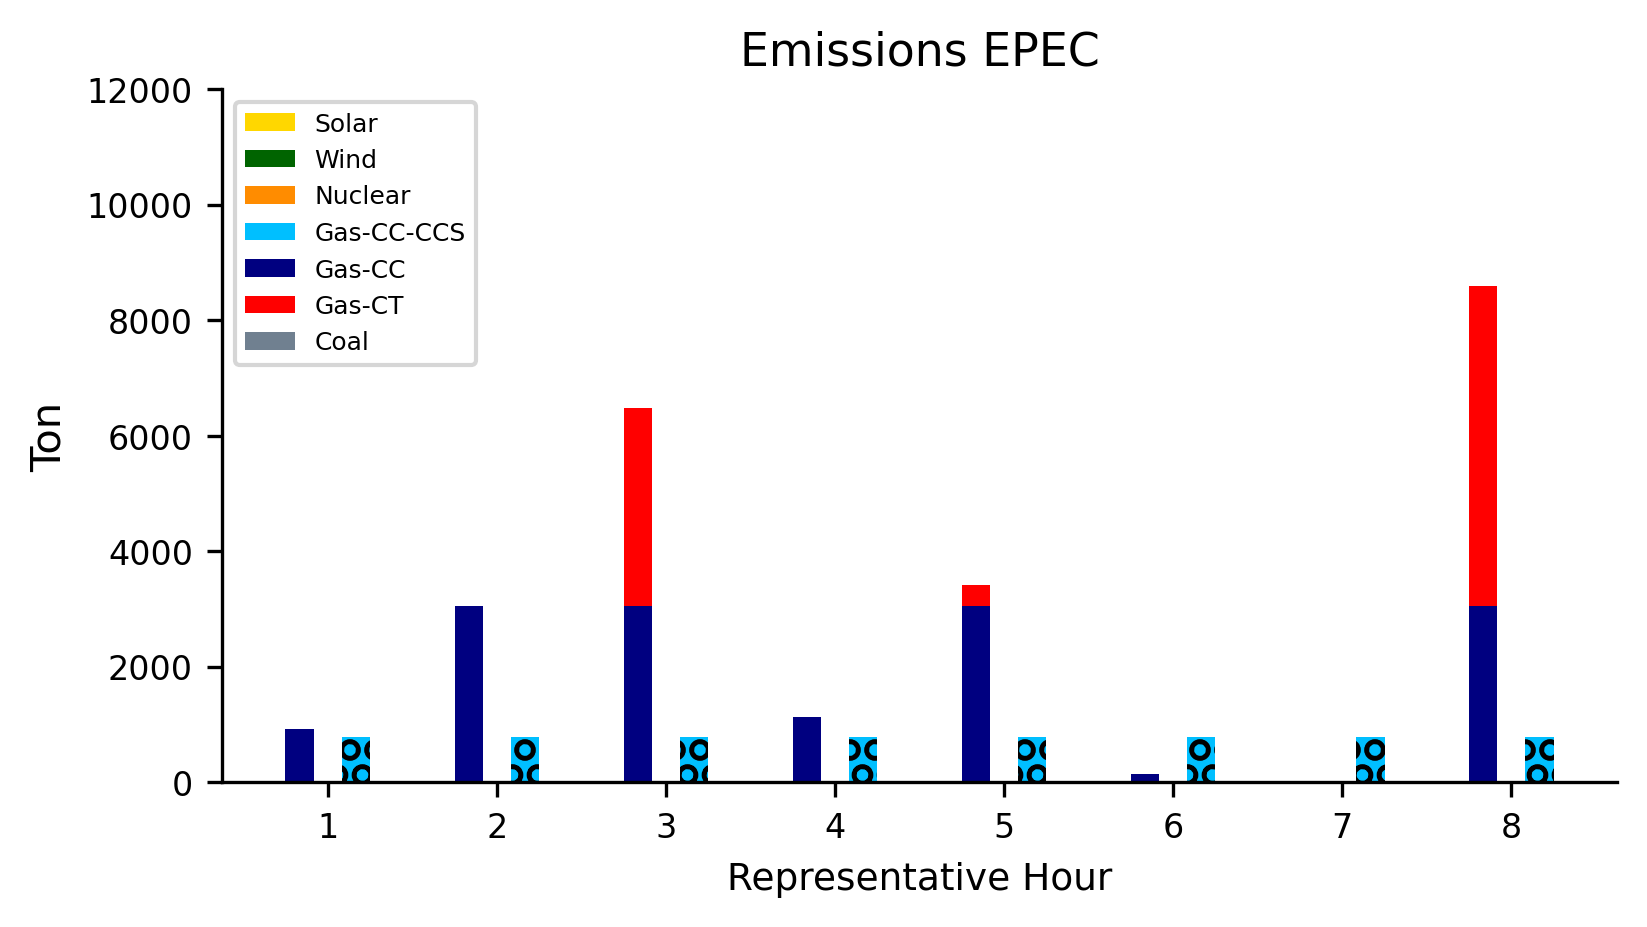 Emissions EPEC
12000
10000
8000
6000
4000
2000
0
Ton
Solar
Wind
Nuclear
Gas-CC-CCS
Gas-CC
Gas-CT
Coal
1 2 3 4 5 6 7 8
Representative Hour